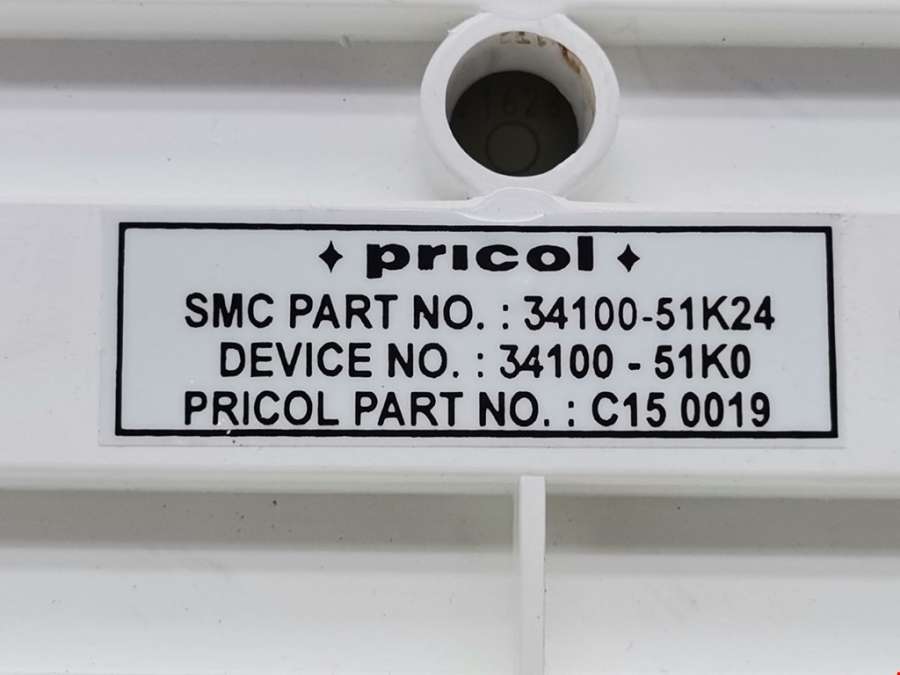 pricol
SMC PART NO. : 34100-51K24
DEVICE NO. : 34100 - 51K0
PRICOL PART NO. : C15 0019